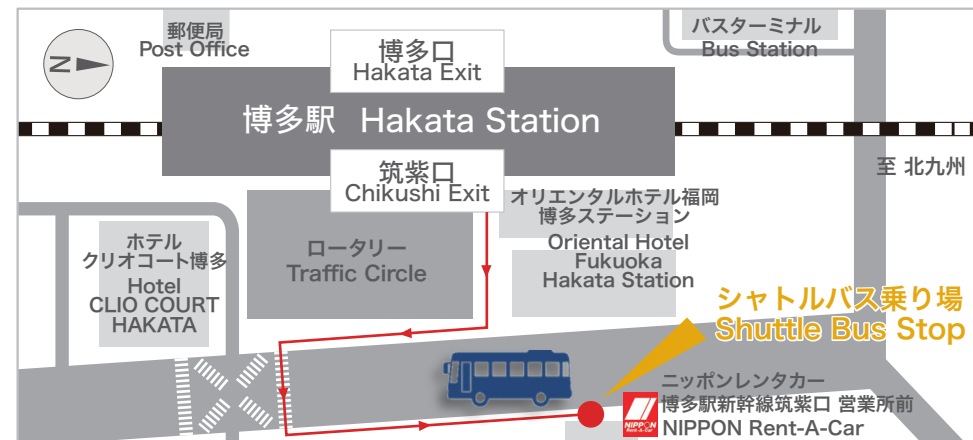 郵便局
Post Office
博多口
Hakata Exit
バスターミナル
Bus Station
N
博多駅 Hakata Station
至 北九州
筑紫口
Chikushi Exit
オリエンタルホテル福岡
博多ステーション
Oriental Hotel
Fukuoka
Hakata Station
ホテル
クリオコート博多
Hotel
CLIO COURT
HAKATA
ロータリー
Traffic Circle
シャトルバス乗り場
Shuttle Bus Stop
ニッポンレンタカー
博多駅新幹線筑紫口 営業所前
NIPPON Rent-A-Car
NIPPON
Rent-A-Car